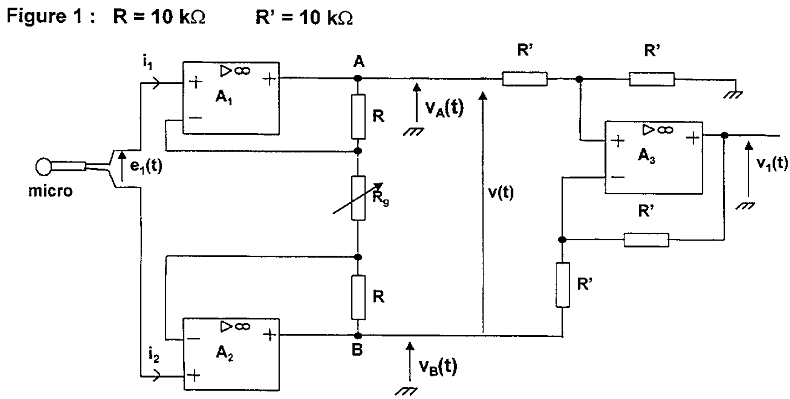 Figure 1 : R = 10 kΩ R' = 10 kΩ
R' R'
i₁ A
+ ▷∞ +
A₁
−
R
vA(t)
+ ▷∞ +
A₃
−
v₁(t)
e₁(t)
micro
Rg
v(t)
R'
R
R'
▷∞
− +
A₂
i₂ +
B
vB(t)